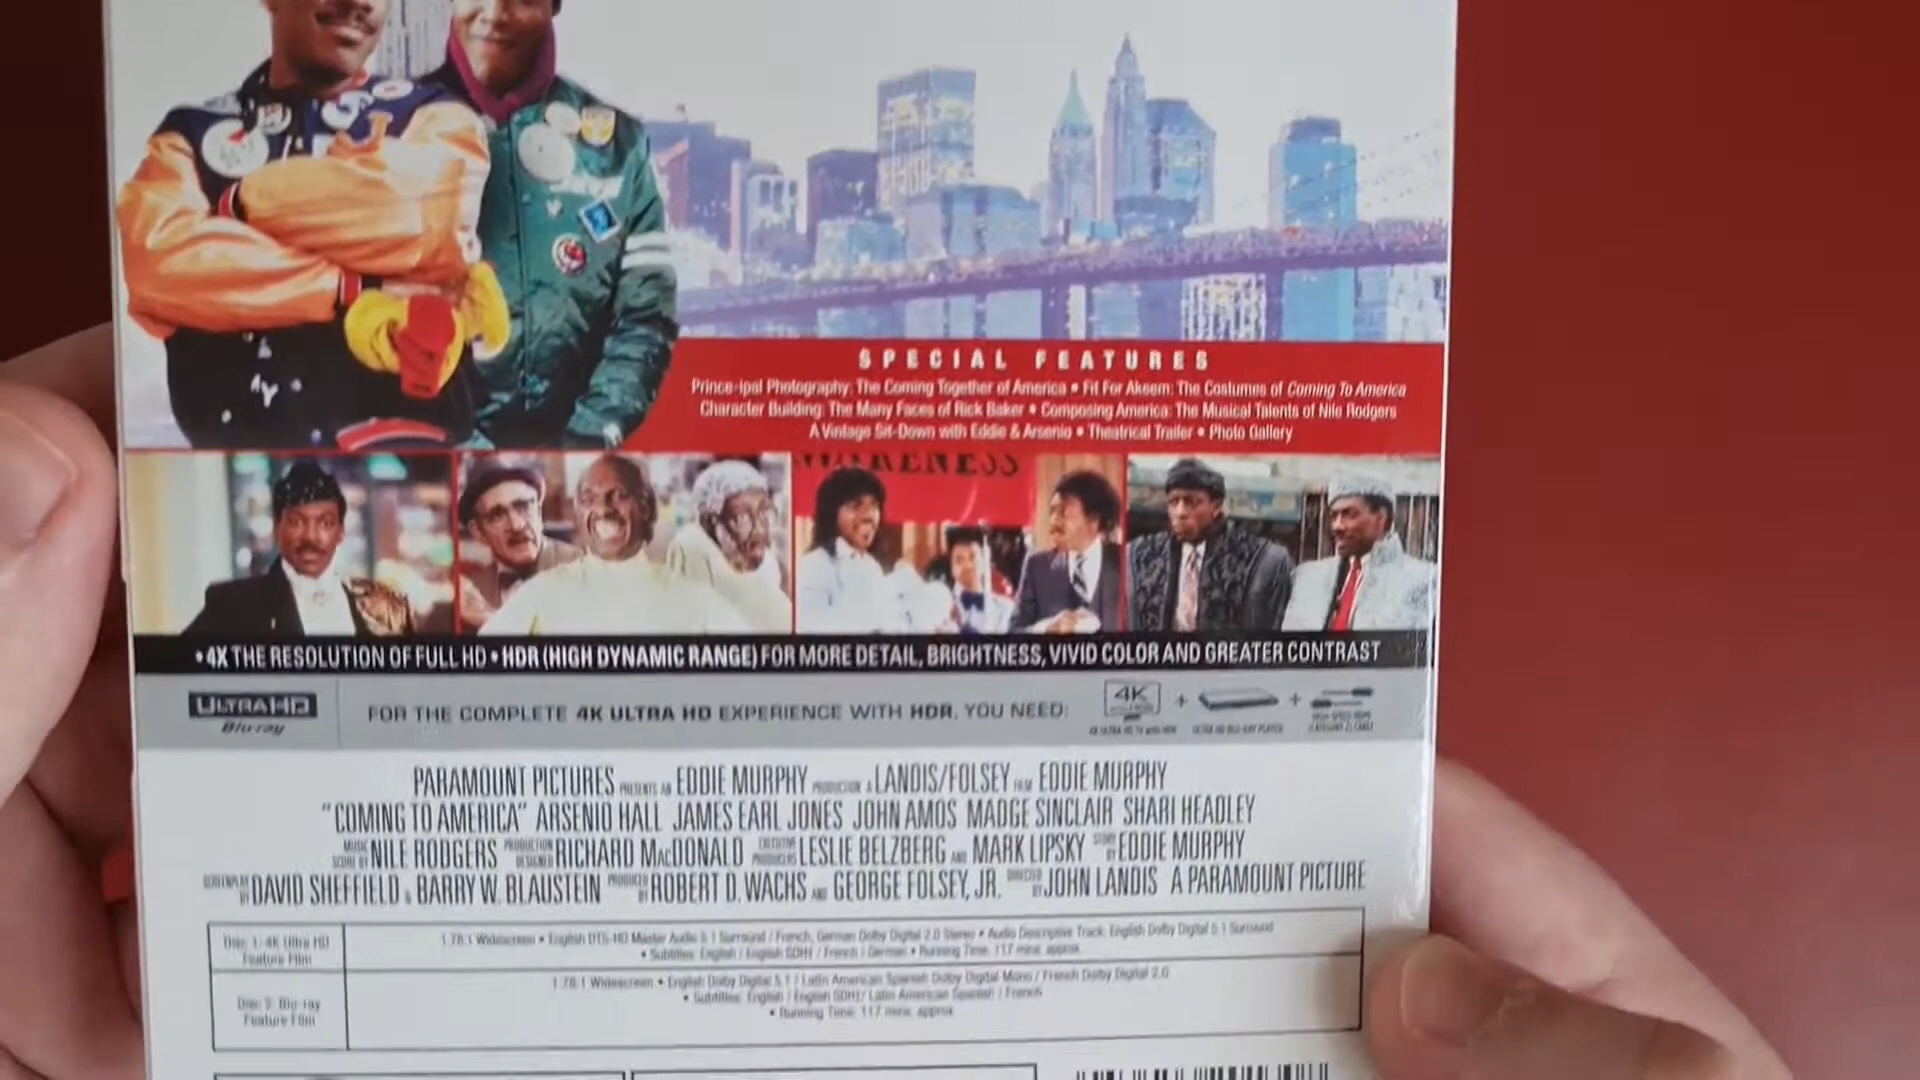 SPECIAL FEATURES
Prince-ipal Photography: The Coming Together of America • Fit For Akeem: The Costumes of Coming To America
Character Building: The Many Faces of Rick Baker • Composing America: The Musical Talents of Nile Rodgers
A Vintage Sit-Down with Eddie & Arsenio • Theatrical Trailer • Photo Gallery
• 4X THE RESOLUTION OF FULL HD • HDR (HIGH DYNAMIC RANGE) FOR MORE DETAIL, BRIGHTNESS, VIVID COLOR AND GREATER CONTRAST
ULTRA HD
Blu-ray
FOR THE COMPLETE 4K ULTRA HD EXPERIENCE WITH HDR, YOU NEED:
4K + +
PARAMOUNT PICTURES PRESENTS AN EDDIE MURPHY PRODUCTION A LANDIS/FOLSEY FILM EDDIE MURPHY
"COMING TO AMERICA" ARSENIO HALL JAMES EARL JONES JOHN AMOS MADGE SINCLAIR SHARI HEADLEY
MUSIC SCORE BY NILE RODGERS PRODUCTION DESIGNER RICHARD MACDONALD EXECUTIVE PRODUCERS LESLIE BELZBERG AND MARK LIPSKY STORY BY EDDIE MURPHY
SCREENPLAY BY DAVID SHEFFIELD & BARRY W. BLAUSTEIN PRODUCED BY ROBERT D. WACHS AND GEORGE FOLSEY, JR. DIRECTED BY JOHN LANDIS A PARAMOUNT PICTURE
Disc 1: 4K Ultra HD
Feature Film
1.78:1 Widescreen • English DTS-HD Master Audio 5.1 Surround / French, German Dolby Digital 2.0 Stereo • Audio Descriptive Track: English Dolby Digital 5.1 Surround
• Subtitles: English / English SDH / French / German • Running Time: 117 mins. approx.
Disc 2: Blu-ray
Feature Film
1.78:1 Widescreen • English Dolby Digital 5.1 / Latin American Spanish Dolby Digital Mono / French Dolby Digital 2.0
• Subtitles: English / English SDH / Latin American Spanish / French
• Running Time: 117 mins. approx.